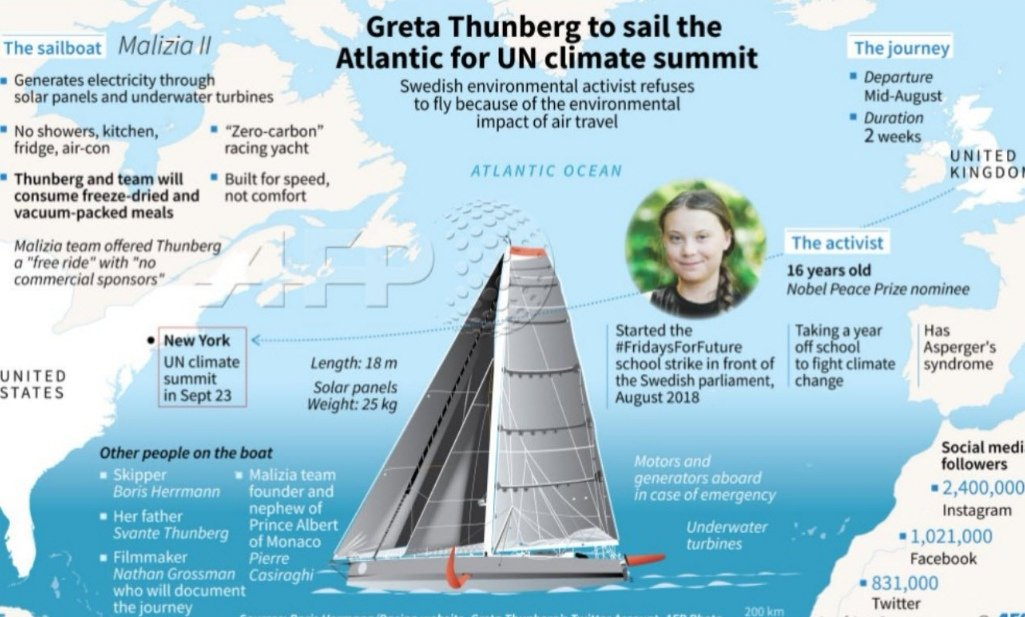 Greta Thunberg to sail the
Atlantic for UN climate summit
Swedish environmental activist refuses
to fly because of the environmental
impact of air travel
The sailboat Malizia II
Generates electricity through
solar panels and underwater turbines
No showers, kitchen,
fridge, air-con
"Zero-carbon"
racing yacht
Thunberg and team will
consume freeze-dried and
vacuum-packed meals
Built for speed,
not comfort
Malizia team offered Thunberg
a "free ride" with "no
commercial sponsors"
The journey
Departure
Mid-August
Duration
2 weeks
UNITED
KINGDOM
ATLANTIC OCEAN
AFP
The activist
16 years old
Nobel Peace Prize nominee
Started the
#FridaysForFuture
school strike in front of
the Swedish parliament,
August 2018
Taking a year
off school
to fight climate
change
Has
Asperger's
syndrome
New York
UN climate
summit
in Sept 23
UNITED
STATES
Length: 18 m
Solar panels
Weight: 25 kg
Other people on the boat
Skipper
Boris Herrmann
Her father
Svante Thunberg
Filmmaker
Nathan Grossman
who will document
the journey
Malizia team
founder and
nephew of
Prince Albert
of Monaco
Pierre
Casiraghi
Motors and
generators aboard
in case of emergency
Underwater
turbines
Social media
followers
2,400,000
Instagram
1,021,000
Facebook
831,000
Twitter
200 km